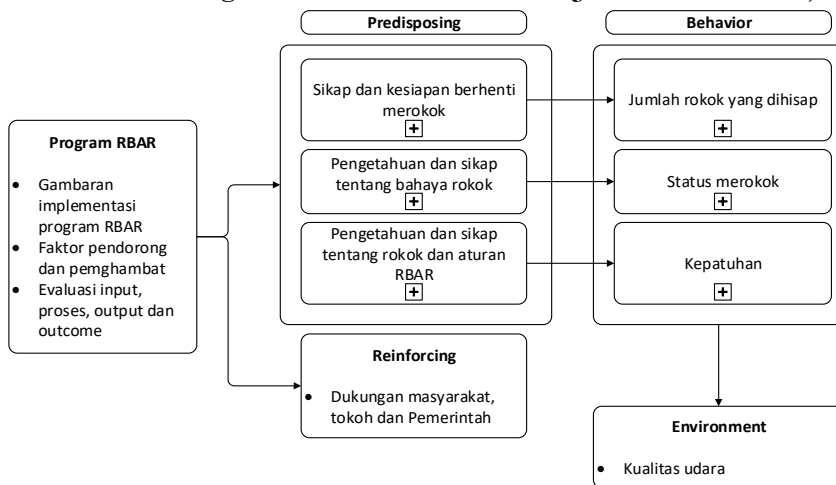 Predisposing
Behavior
Sikap dan kesiapan berhenti
merokok
Jumlah rokok yang dihisap
Program RBAR
• Gambaran
implementasi
program RBAR
• Faktor pendorong
dan pemghambat
• Evaluasi input,
proses, output dan
outcome
Pengetahuan dan sikap
tentang bahaya rokok
Status merokok
Pengetahuan dan sikap
tentang rokok dan aturan
RBAR
Kepatuhan
Reinforcing
• Dukungan masyarakat,
tokoh dan Pemerintah
Environment
• Kualitas udara